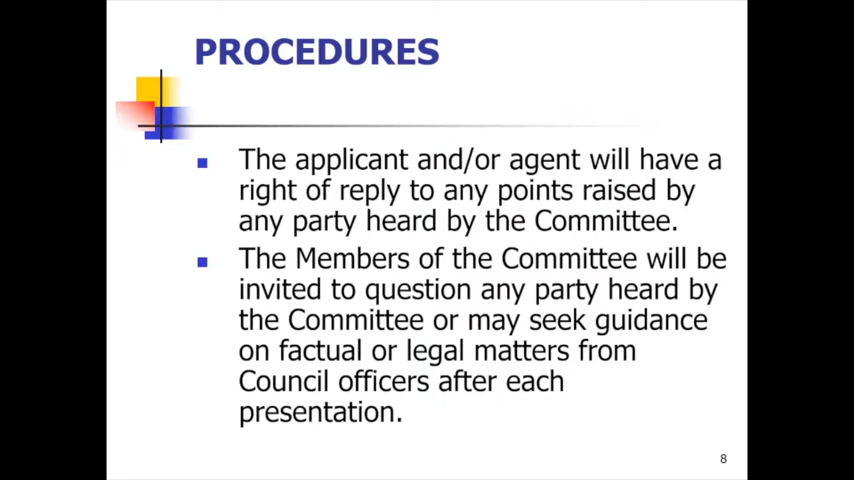 PROCEDURES
The applicant and/or agent will have a
right of reply to any points raised by
any party heard by the Committee.
The Members of the Committee will be
invited to question any party heard by
the Committee or may seek guidance
on factual or legal matters from
Council officers after each
presentation.
8